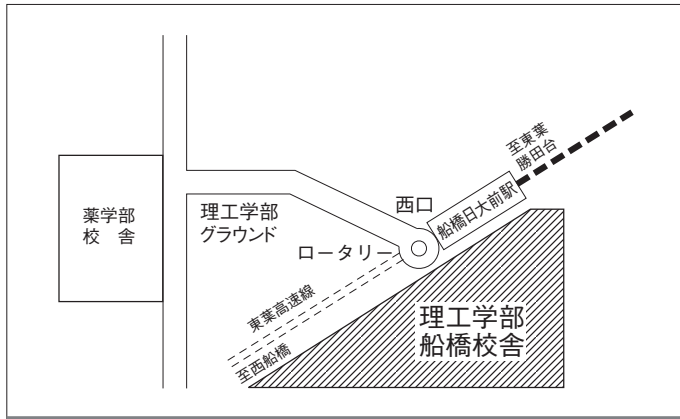 至東葉
勝田台
船橋日大前駅
西口
薬学部
校　舎
理工学部
グラウンド
ロータリー
東葉高速線
至西船橋
理工学部
船橋校舎